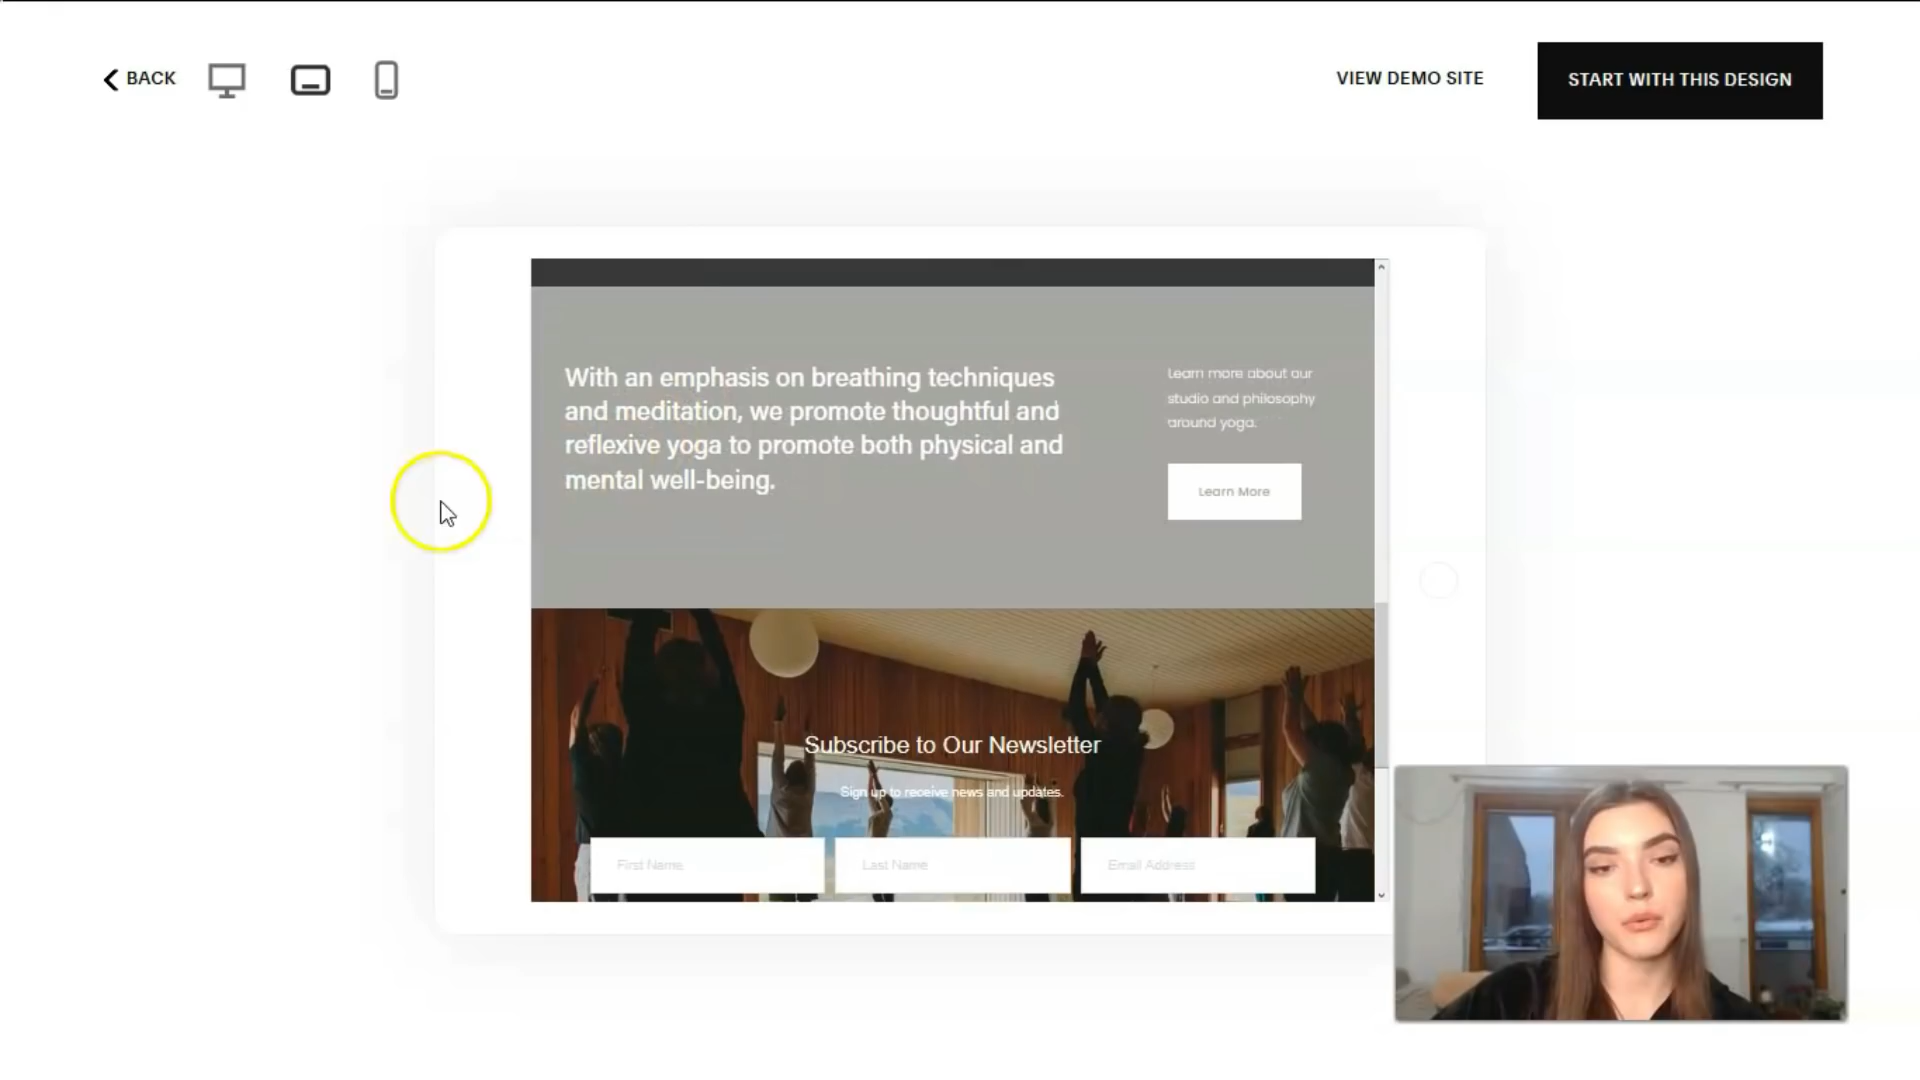 BACK
VIEW DEMO SITE
START WITH THIS DESIGN
With an emphasis on breathing techniques
and meditation, we promote thoughtful and
reflexive yoga to promote both physical and
mental well-being.
Learn more about our
studio and philosophy
around yoga.
Learn More
Subscribe to Our Newsletter
Sign up to receive news and updates.
First Name
Last Name
Email Address